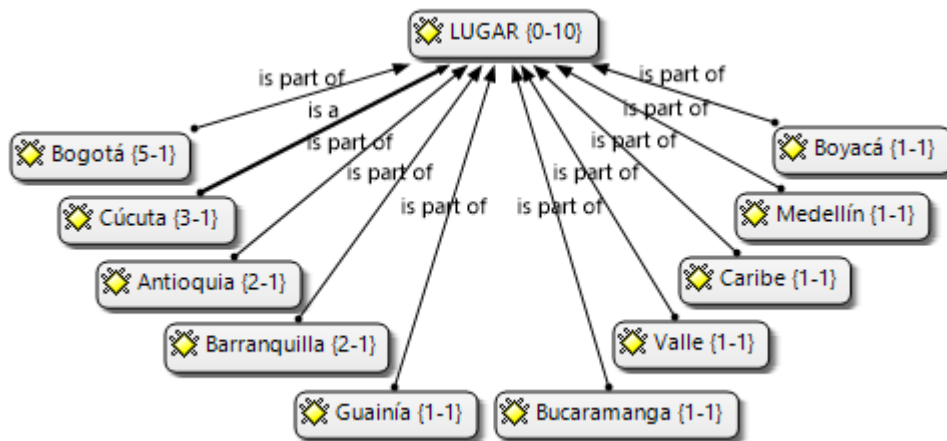 LUGAR {0-10}
is part of
is part of
is a
is part of
is part of
is part of
is part of
is part of
is part of
is part of
Bogotá {5-1}
Boyacá {1-1}
Cúcuta {3-1}
Medellín {1-1}
Antioquia {2-1}
Caribe {1-1}
Barranquilla {2-1}
Valle {1-1}
Guainía {1-1}
Bucaramanga {1-1}